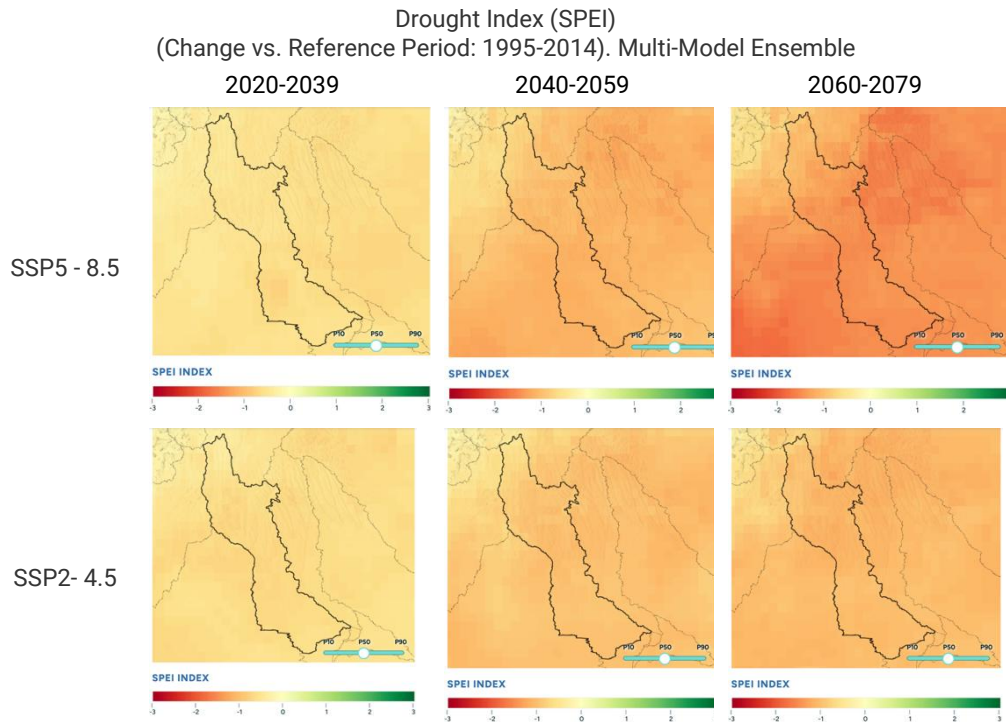 Drought Index (SPEI)
(Change vs. Reference Period: 1995-2014). Multi-Model Ensemble
2020-2039
2040-2059
2060-2079
SSP5 - 8.5
P10 P50 P90
P10 P50 P90
P10 P50 P90
SPEI INDEX
SPEI INDEX
SPEI INDEX
-3 -2 -1 0 1 2 3
-3 -2 -1 0 1 2
-3 -2 -1 0 1 2
SSP2- 4.5
P10 P50 P90
P10 P50 P90
P10 P50 P90
SPEI INDEX
SPEI INDEX
SPEI INDEX
-3 -2 -1 0 1 2 3
-3 -2 -1 0 1 2 3
-3 -2 -1 0 1 2 3